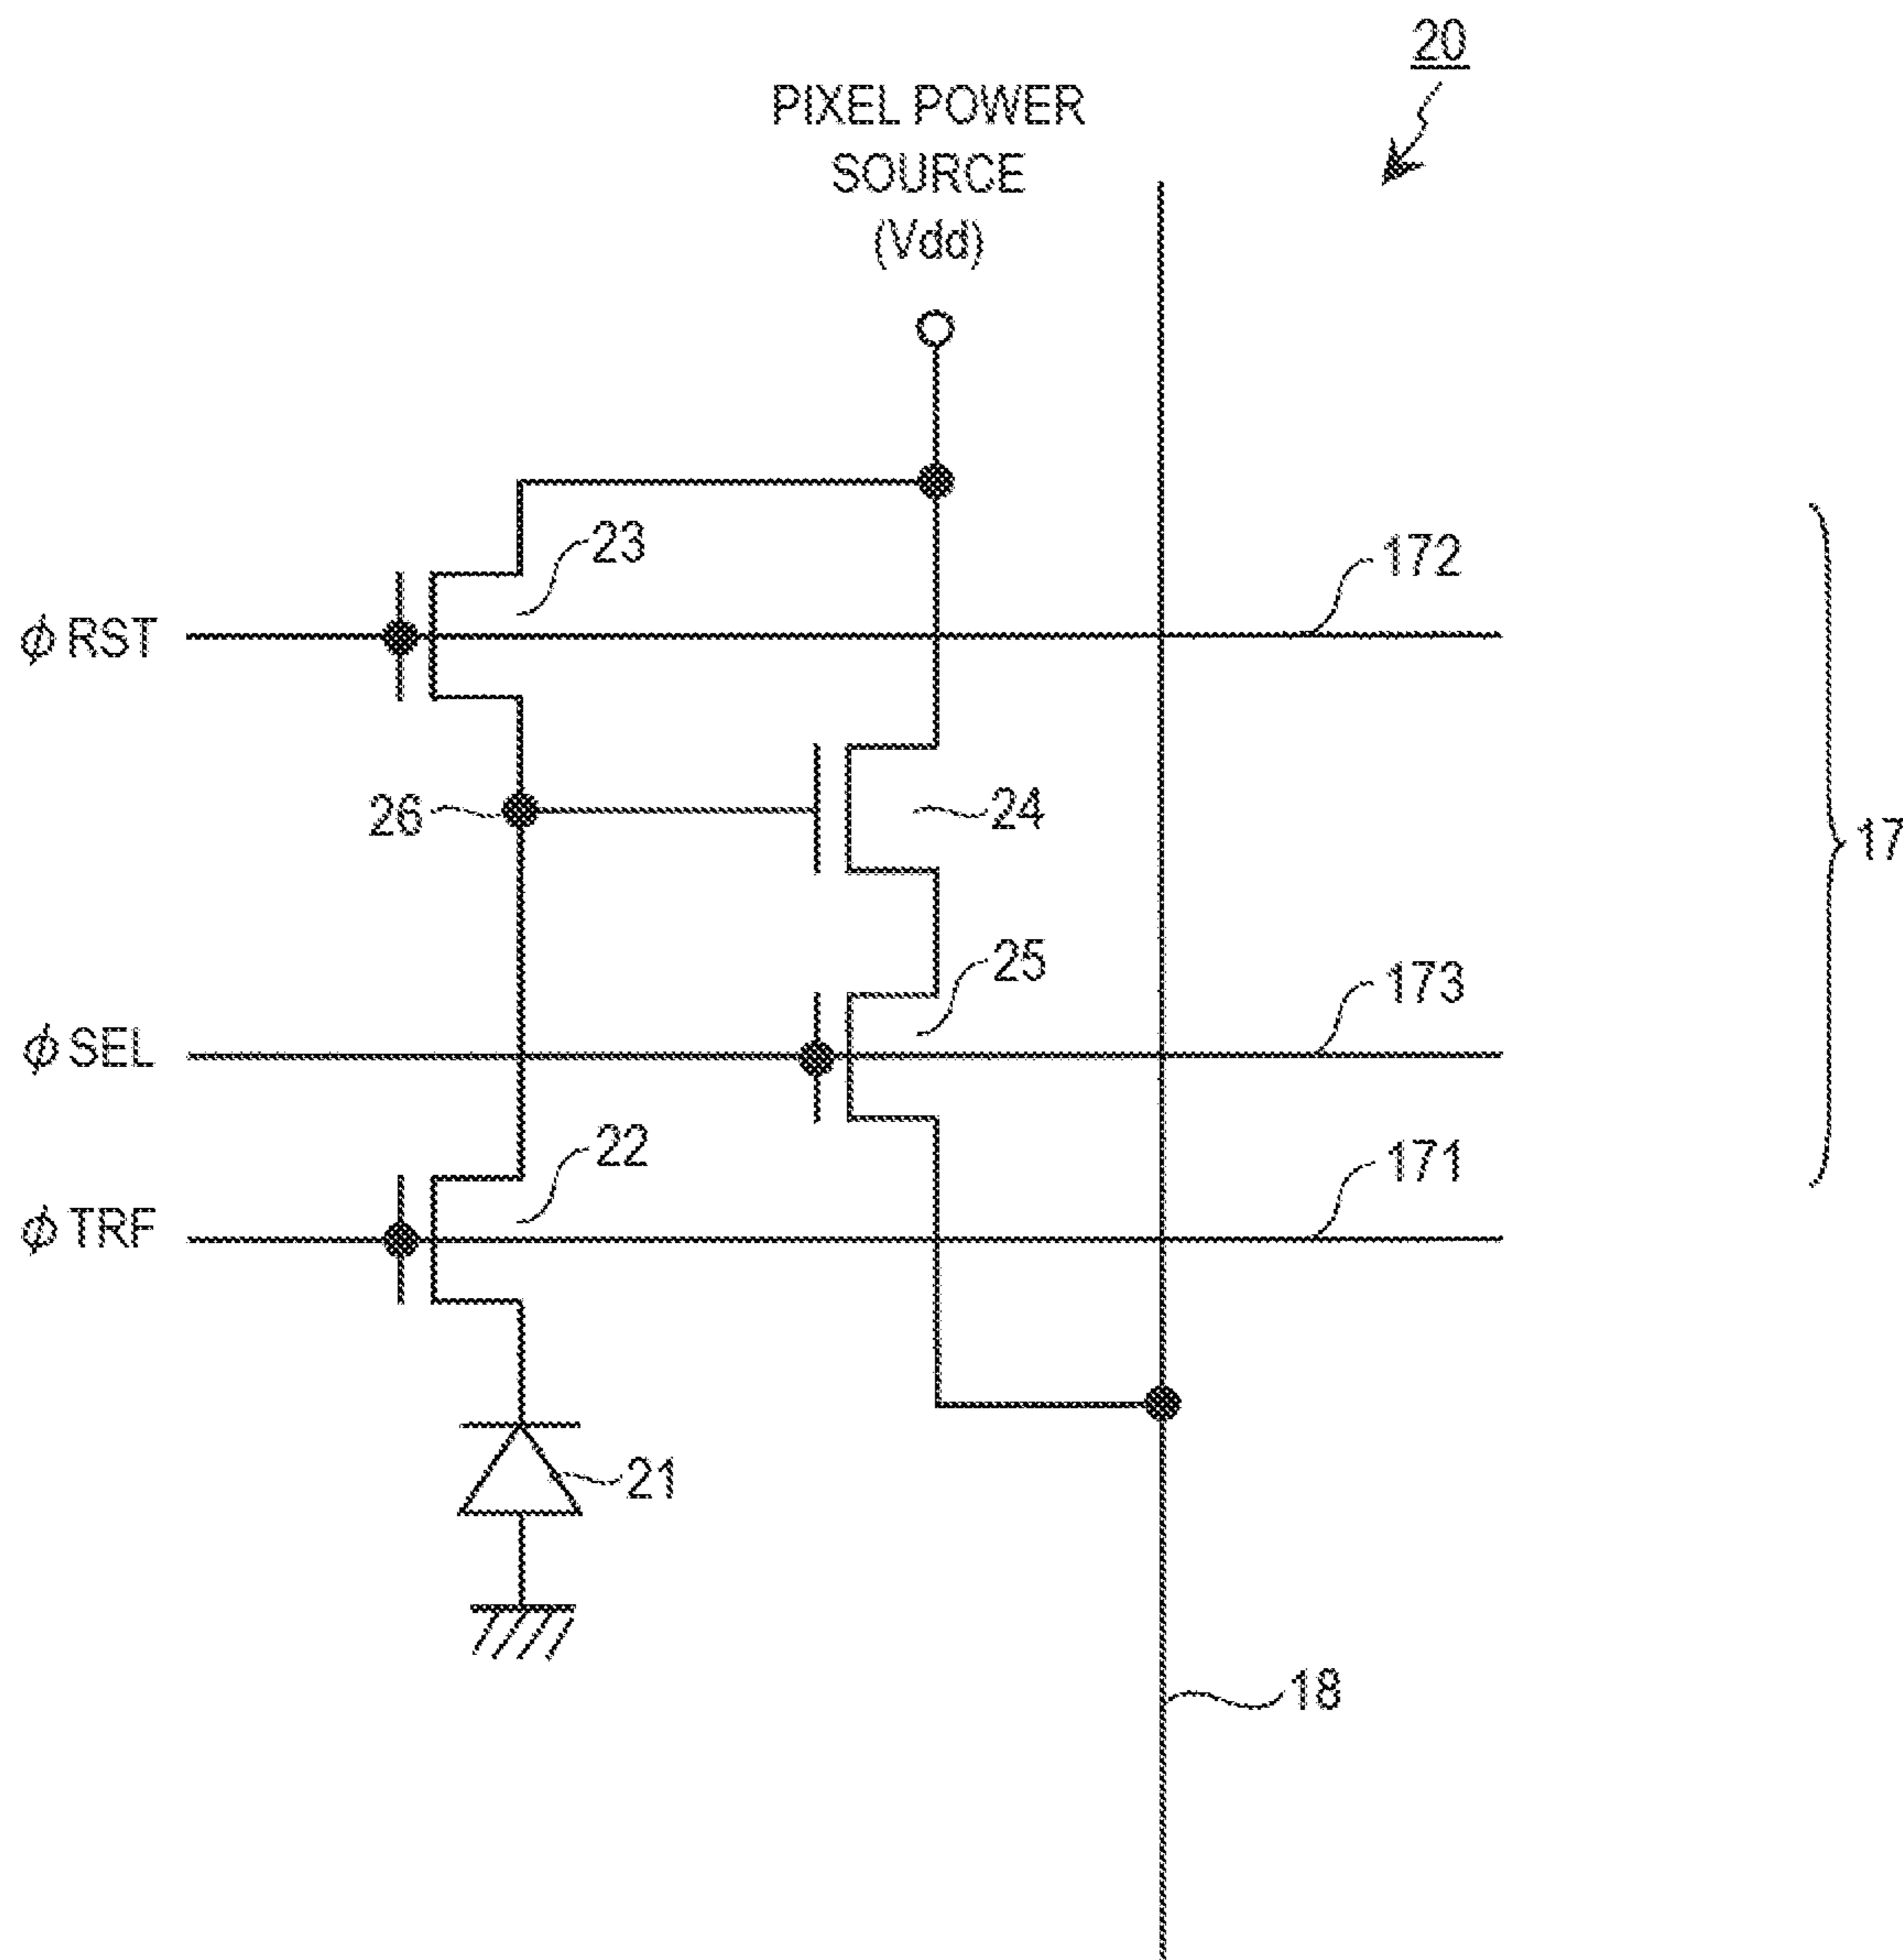 20
PIXEL POWER
SOURCE
(Vdd)
23
172
ϕ RST
26
24
17
25
173
ϕ SEL
22
171
ϕ TRF
21
18